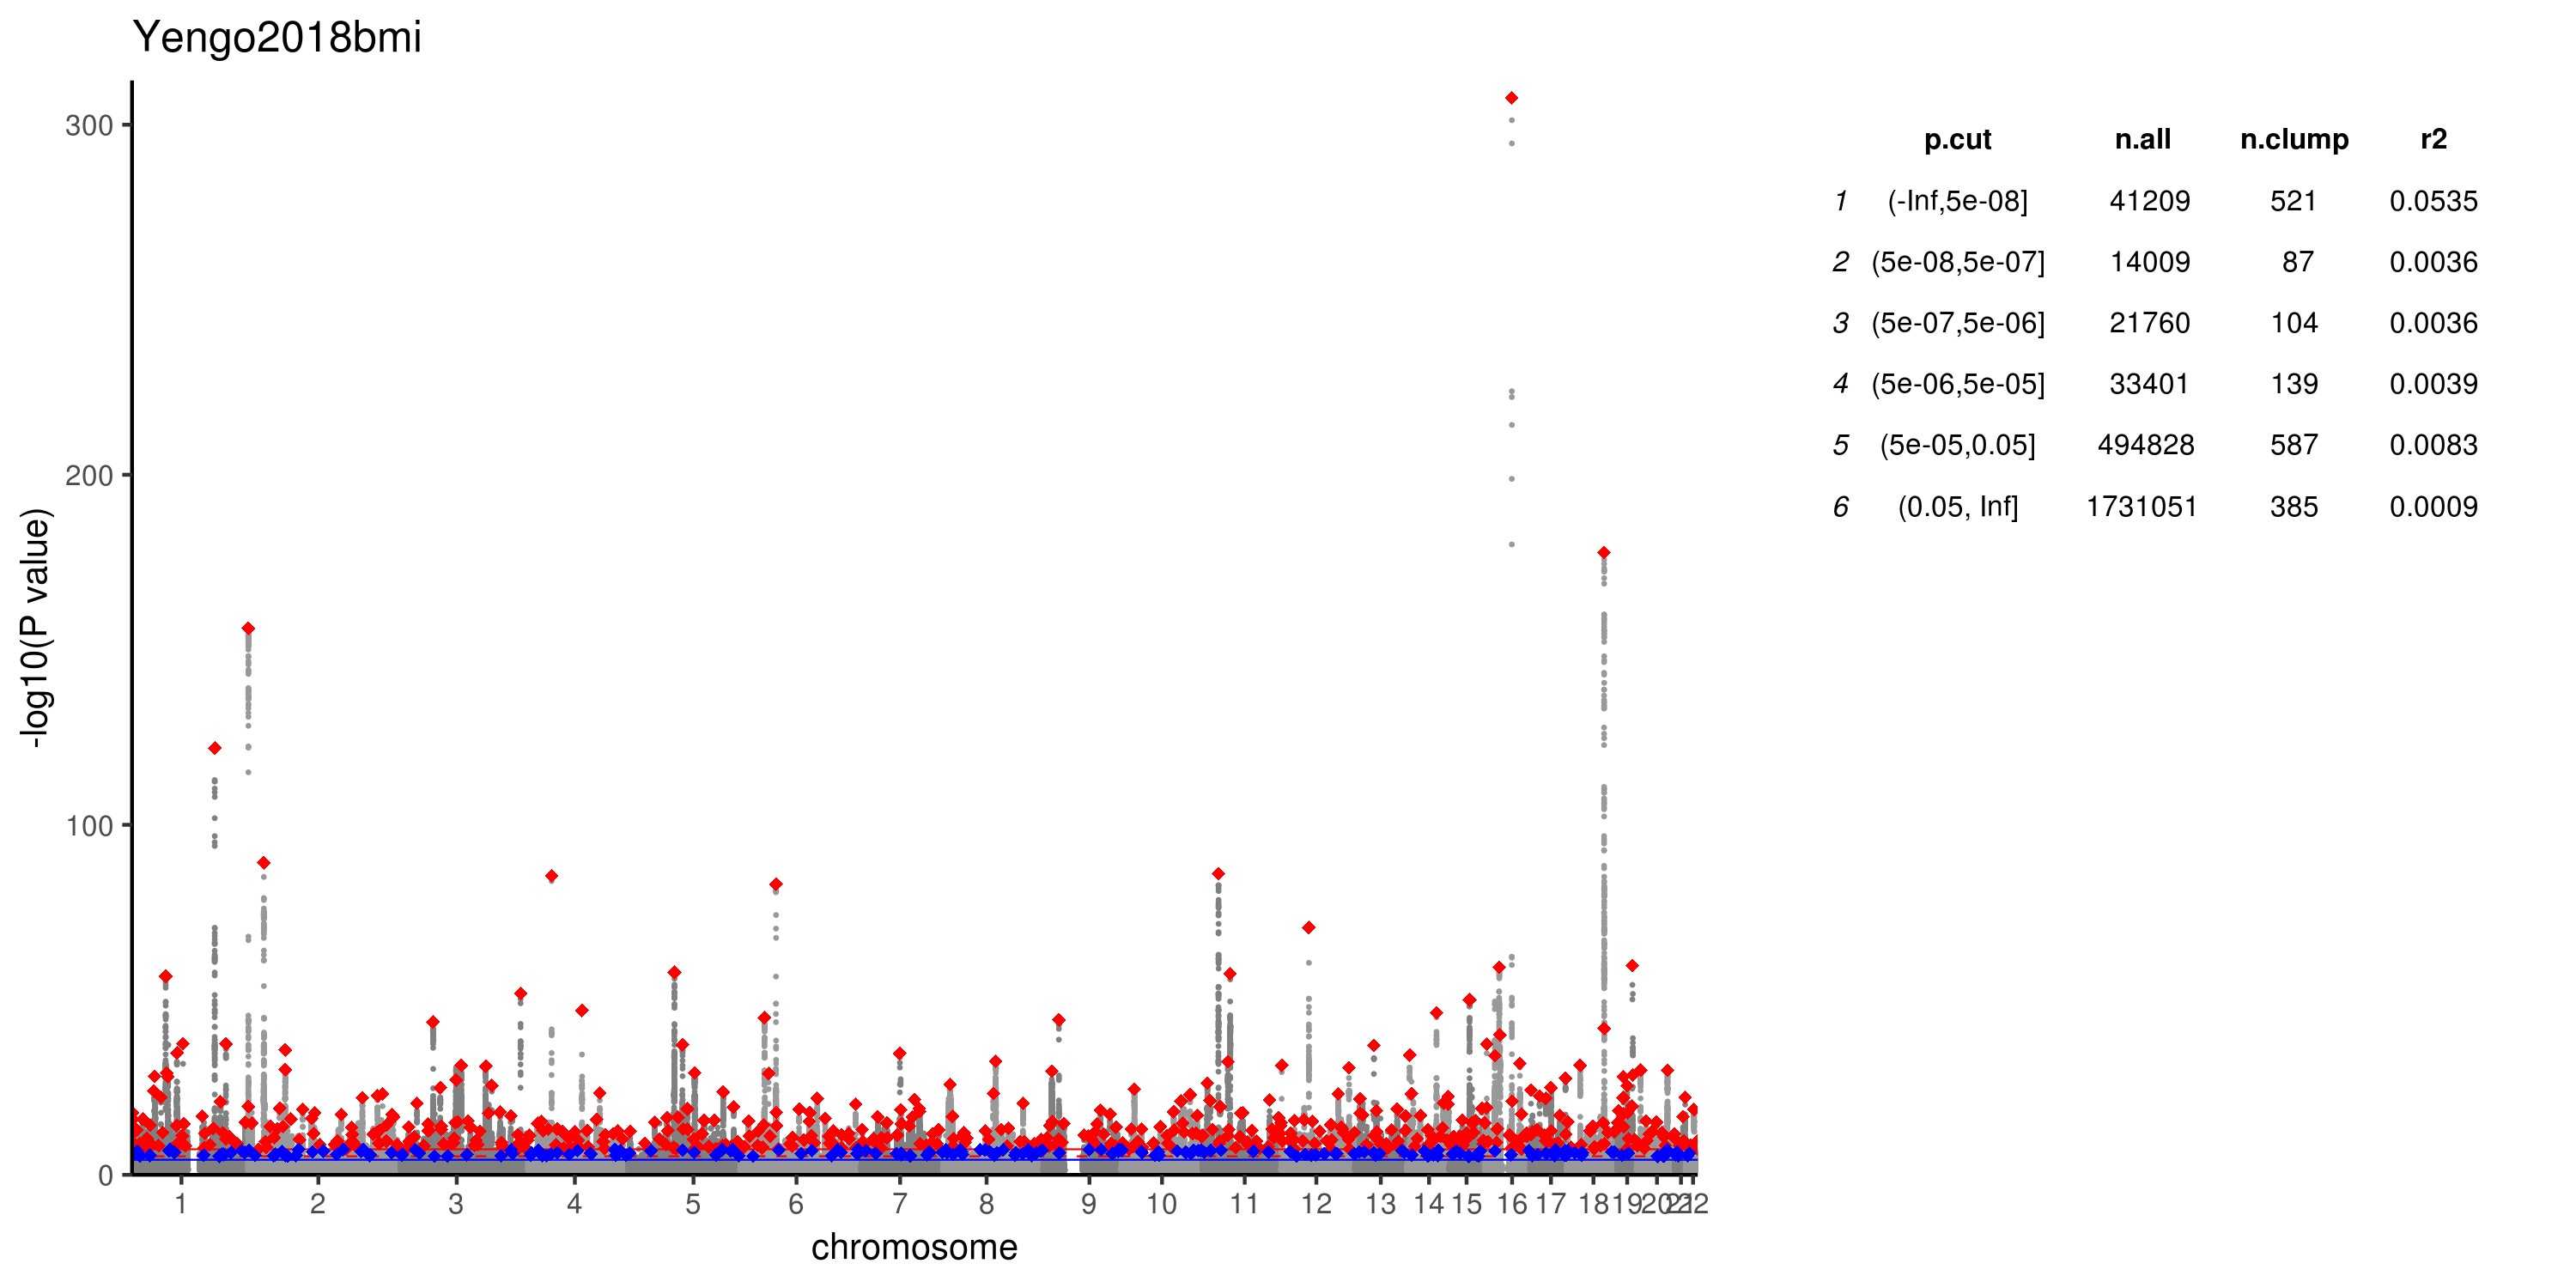 Yengo2018bmi
-log10(P value)
300
200
100
0
1 2 3 4 5 6 7 8 9 10 11 12 13 14 15 16 17 18 19 20 21 22
chromosome
p.cut n.all n.clump r2
1 (-Inf,5e-08] 41209 521 0.0535
2 (5e-08,5e-07] 14009 87 0.0036
3 (5e-07,5e-06] 21760 104 0.0036
4 (5e-06,5e-05] 33401 139 0.0039
5 (5e-05,0.05] 494828 587 0.0083
6 (0.05, Inf] 1731051 385 0.0009